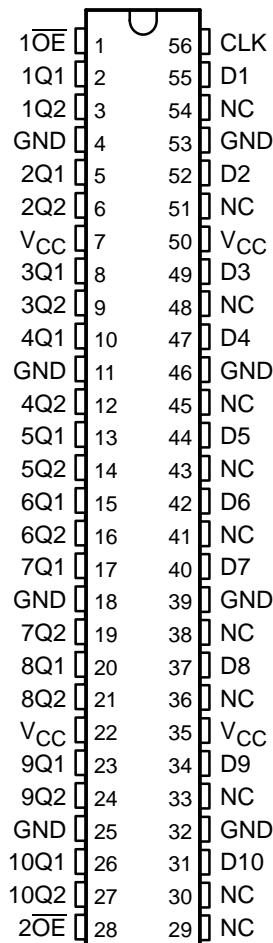 1O̅E̅ 1 56 CLK
1Q1 2 55 D1
1Q2 3 54 NC
GND 4 53 GND
2Q1 5 52 D2
2Q2 6 51 NC
VCC 7 50 VCC
3Q1 8 49 D3
3Q2 9 48 NC
4Q1 10 47 D4
GND 11 46 GND
4Q2 12 45 NC
5Q1 13 44 D5
5Q2 14 43 NC
6Q1 15 42 D6
6Q2 16 41 NC
7Q1 17 40 D7
GND 18 39 GND
7Q2 19 38 NC
8Q1 20 37 D8
8Q2 21 36 NC
VCC 22 35 VCC
9Q1 23 34 D9
9Q2 24 33 NC
GND 25 32 GND
10Q1 26 31 D10
10Q2 27 30 NC
2O̅E̅ 28 29 NC